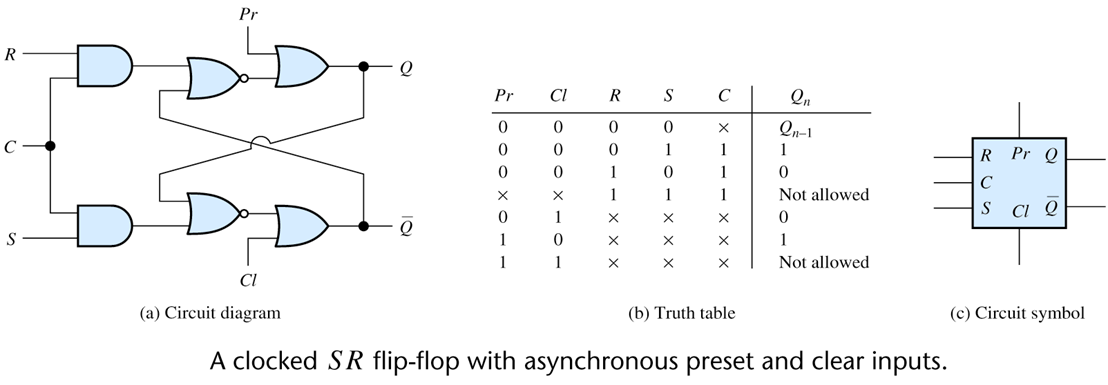 Pr
R
Q
C
S
Q̅
Cl
(a) Circuit diagram
Pr Cl R S C Qₙ
0 0 0 0 × Qₙ₋₁
0 0 0 1 1 1
0 0 1 0 1 0
× × 1 1 1 Not allowed
0 1 × × × 0
1 0 × × × 1
1 1 × × × Not allowed
(b) Truth table
R Pr Q
C
S Cl Q̅
(c) Circuit symbol
A clocked SR flip-flop with asynchronous preset and clear inputs.